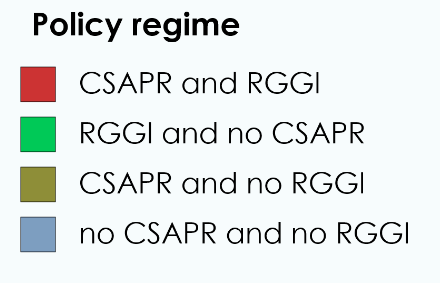 Policy regime
CSAPR and RGGI
RGGI and no CSAPR
CSAPR and no RGGI
no CSAPR and no RGGI